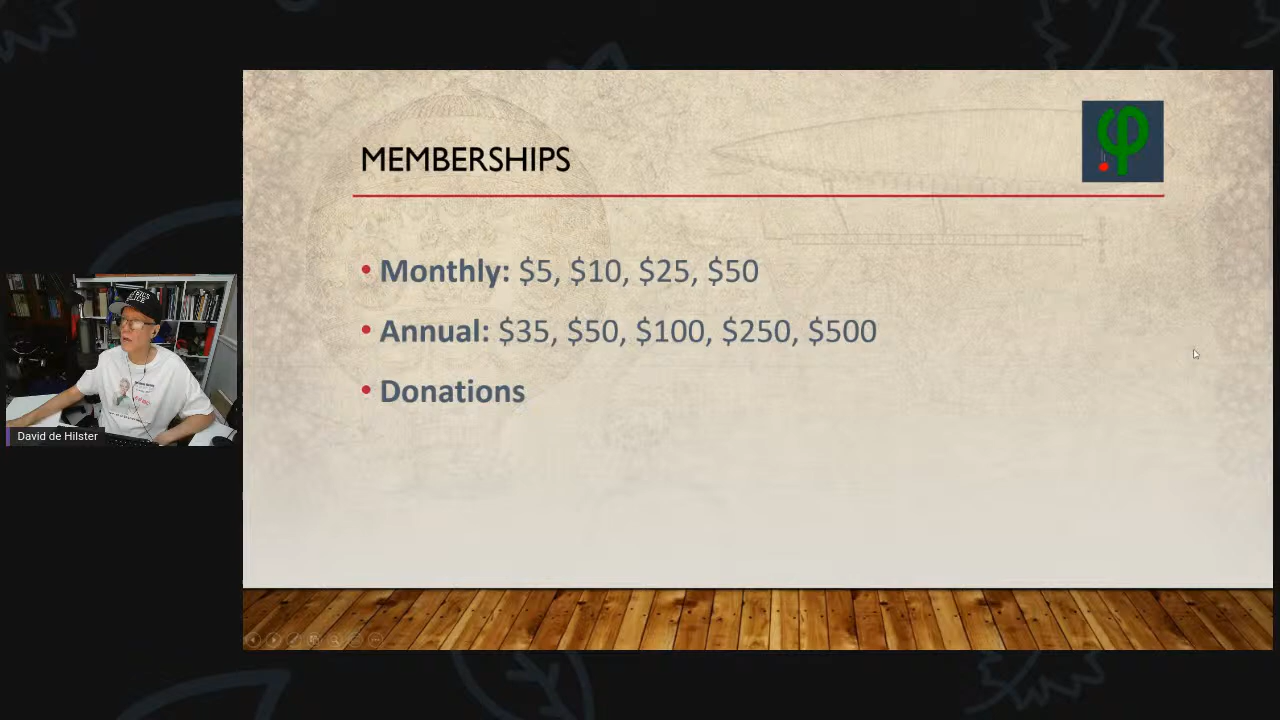 MEMBERSHIPS
φ
• Monthly: $5, $10, $25, $50
• Annual: $35, $50, $100, $250, $500
• Donations
David de Hilster